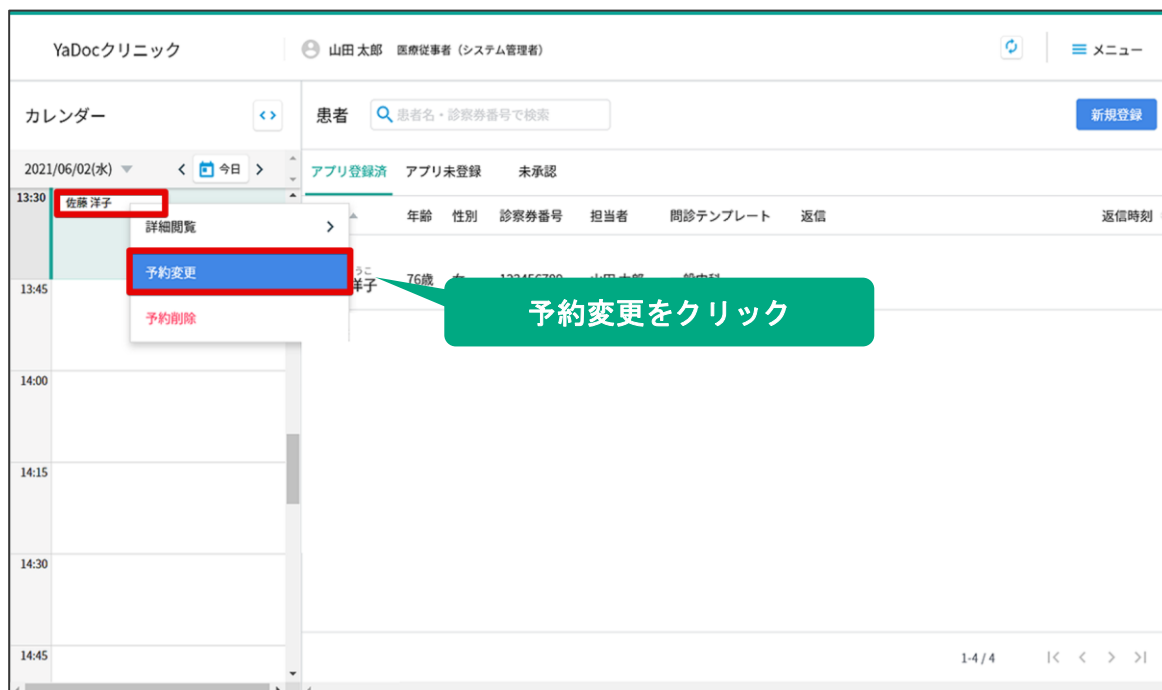 YaDocクリニック
山田 太郎 医療従事者（システム管理者）
メニュー
カレンダー
患者
患者名・診察券番号で検索
新規登録
2021/06/02(水)
今日
アプリ登録済 アプリ未登録 未承認
13:30
佐藤 洋子
年齢 性別 診察券番号 担当者 問診テンプレート 返信 返信時刻
詳細閲覧
予約変更
予約削除
洋子
76歳
予約変更をクリック
13:45
14:00
14:15
14:30
14:45
1-4 / 4